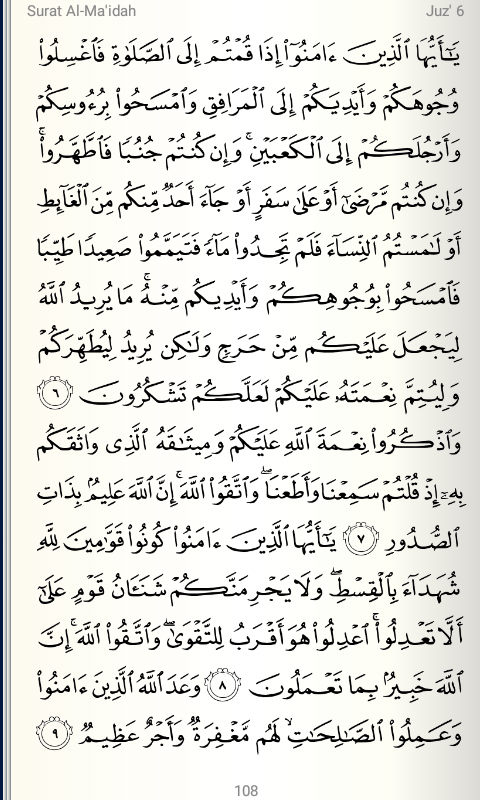 Surat Al-Ma'idah Juz' 6
يَـٰٓأَيُّهَا ٱلَّذِينَ ءَامَنُوٓا۟ إِذَا قُمْتُمْ إِلَى ٱلصَّلَوٰةِ فَٱغْسِلُوا۟
وُجُوهَكُمْ وَأَيْدِيَكُمْ إِلَى ٱلْمَرَافِقِ وَٱمْسَحُوا۟ بِرُءُوسِكُمْ
وَأَرْجُلَكُمْ إِلَى ٱلْكَعْبَيْنِ ۚ وَإِن كُنتُمْ جُنُبًا فَٱطَّهَّرُوا۟ ۚ
وَإِن كُنتُم مَّرْضَىٰٓ أَوْ عَلَىٰ سَفَرٍ أَوْ جَآءَ أَحَدٌ مِّنكُم مِّنَ ٱلْغَآئِطِ
أَوْ لَـٰمَسْتُمُ ٱلنِّسَآءَ فَلَمْ تَجِدُوا۟ مَآءً فَتَيَمَّمُوا۟ صَعِيدًا طَيِّبًا
فَٱمْسَحُوا۟ بِوُجُوهِكُمْ وَأَيْدِيكُم مِّنْهُ ۚ مَا يُرِيدُ ٱللَّهُ
لِيَجْعَلَ عَلَيْكُم مِّنْ حَرَجٍ وَلَـٰكِن يُرِيدُ لِيُطَهِّرَكُمْ
وَلِيُتِمَّ نِعْمَتَهُۥ عَلَيْكُمْ لَعَلَّكُمْ تَشْكُرُونَ ٦
وَٱذْكُرُوا۟ نِعْمَةَ ٱللَّهِ عَلَيْكُمْ وَمِيثَـٰقَهُ ٱلَّذِى وَاثَقَكُم
بِهِۦٓ إِذْ قُلْتُمْ سَمِعْنَا وَأَطَعْنَا ۖ وَٱتَّقُوا۟ ٱللَّهَ ۚ إِنَّ ٱللَّهَ عَلِيمٌۢ بِذَاتِ
ٱلصُّدُورِ ٧ يَـٰٓأَيُّهَا ٱلَّذِينَ ءَامَنُوا۟ كُونُوا۟ قَوَّٰمِينَ لِلَّهِ
شُهَدَآءَ بِٱلْقِسْطِ ۖ وَلَا يَجْرِمَنَّكُمْ شَنَـَٔانُ قَوْمٍ عَلَىٰٓ
أَلَّا تَعْدِلُوا۟ ۚ ٱعْدِلُوا۟ هُوَ أَقْرَبُ لِلتَّقْوَىٰ ۖ وَٱتَّقُوا۟ ٱللَّهَ ۚ إِنَّ
ٱللَّهَ خَبِيرٌۢ بِمَا تَعْمَلُونَ ٨ وَعَدَ ٱللَّهُ ٱلَّذِينَ ءَامَنُوا۟
وَعَمِلُوا۟ ٱلصَّـٰلِحَـٰتِ ۙ لَهُم مَّغْفِرَةٌ وَأَجْرٌ عَظِيمٌ ٩
108